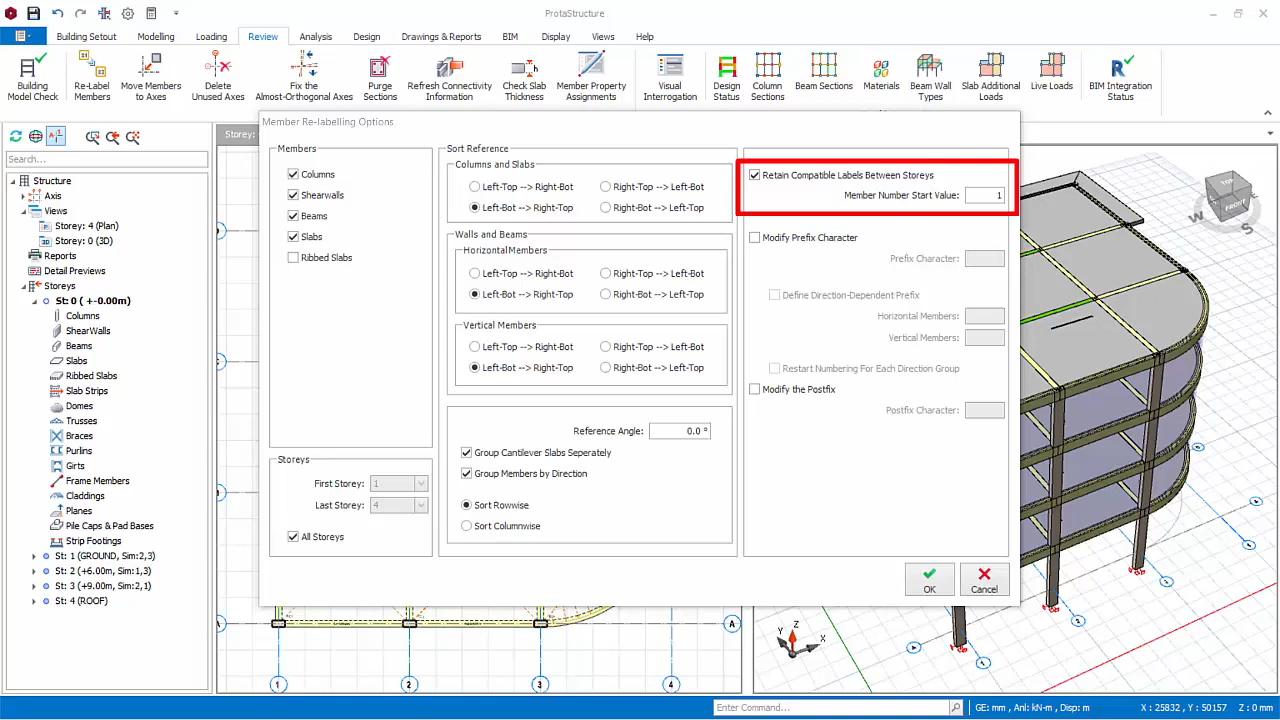 ProtaStructure
Building Setout
Modelling
Loading
Review
Analysis
Design
Drawings & Reports
BIM
Display
Views
Help
Building
Model Check
Re-Label
Members
Move Members
to Axes
Delete
Unused Axes
Fix the
Almost-Orthogonal Axes
Purge
Sections
Refresh Connectivity
Information
Check Slab
Thickness
Member Property
Assignments
Visual
Interrogation
Design
Status
Column
Sections
Beam Sections
Materials
Beam Wall
Types
Slab Additional
Loads
Live Loads
BIM Integration
Status
Search...
Structure
Axis
Views
Storey: 4 (Plan)
Storey: 0 (3D)
Reports
Detail Previews
Storeys
St: 0 ( +-0.00m)
Columns
ShearWalls
Beams
Slabs
Ribbed Slabs
Slab Strips
Domes
Trusses
Braces
Purlins
Girts
Frame Members
Claddings
Planes
Pile Caps & Pad Bases
Strip Footings
St: 1 (GROUND, Sim:2,3)
St: 2 (+6.00m, Sim:1,3)
St: 3 (+9.00m, Sim:2,1)
St: 4 (ROOF)
Storey:
Member Re-labelling Options
Members
Columns
Shearwalls
Beams
Slabs
Ribbed Slabs
Storeys
First Storey: 1
Last Storey: 4
All Storeys
Sort Reference
Columns and Slabs
Left-Top --> Right-Bot
Right-Top --> Left-Bot
Left-Bot --> Right-Top
Right-Bot --> Left-Top
Walls and Beams
Horizontal Members
Left-Top --> Right-Bot
Right-Top --> Left-Bot
Left-Bot --> Right-Top
Right-Bot --> Left-Top
Vertical Members
Left-Top --> Right-Bot
Right-Top --> Left-Bot
Left-Bot --> Right-Top
Right-Bot --> Left-Top
Reference Angle: 0.0 °
Group Cantilever Slabs Seperately
Group Members by Direction
Sort Rowwise
Sort Columnwise
Retain Compatible Labels Between Storeys
Member Number Start Value: 1
Modify Prefix Character
Prefix Character:
Define Direction-Dependent Prefix
Horizontal Members:
Vertical Members:
Restart Numbering For Each Direction Group
Modify the Postfix
Postfix Character:
OK
Cancel
A
1
2
3
4
TOP
FRONT
W
S
Z
Y
X
Enter Command...
GE: mm , Anl: kN-m , Disp: m
X : 25832 , Y : 50157
Z : 0 mm